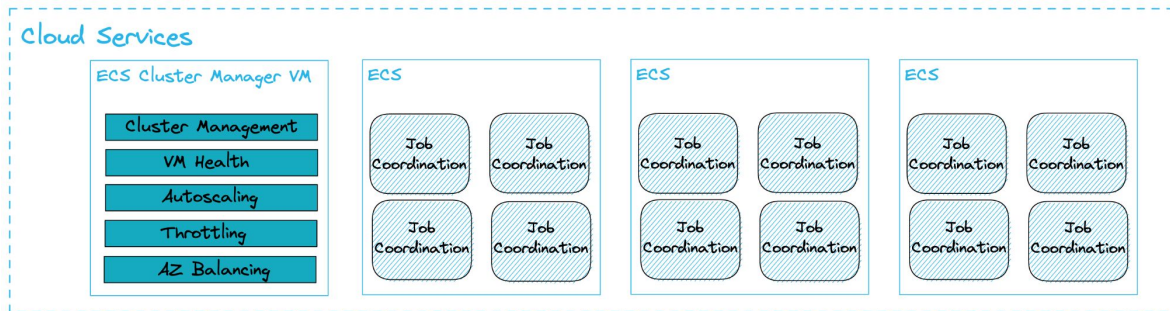 Cloud Services
ECS Cluster Manager VM
Cluster Management
VM Health
Autoscaling
Throttling
AZ Balancing
ECS
Job
Coordination
Job
Coordination
Job
Coordination
Job
Coordination
ECS
Job
Coordination
Job
Coordination
Job
Coordination
Job
Coordination
ECS
Job
Coordination
Job
Coordination
Job
Coordination
Job
Coordination